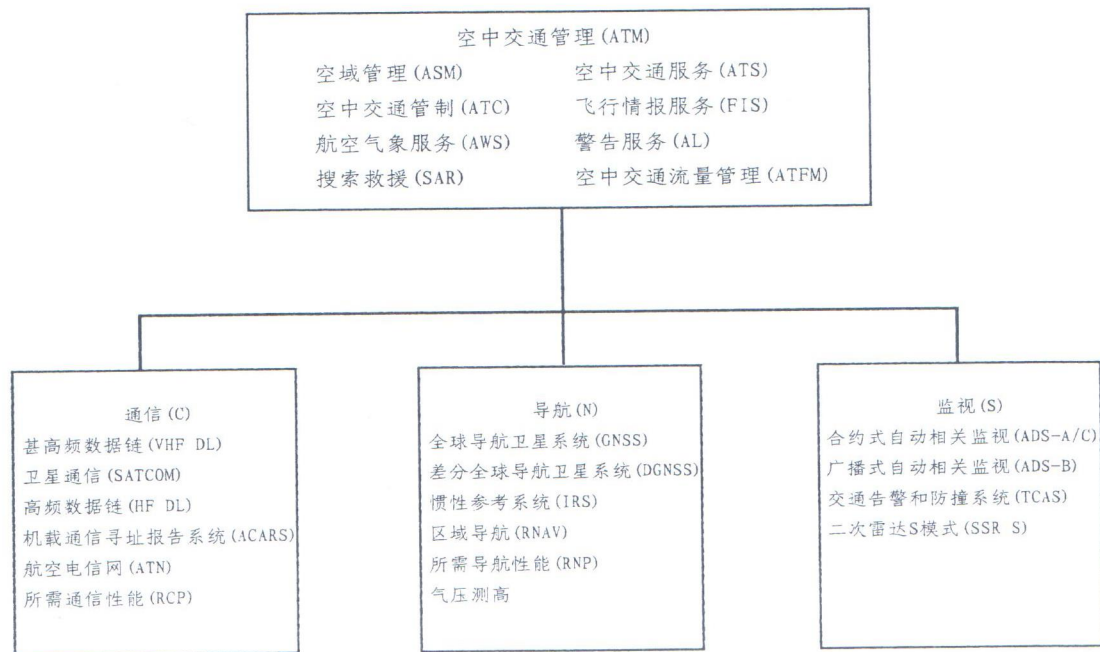 空中交通管理(ATM)
空域管理(ASM) 空中交通服务(ATS)
空中交通管制(ATC) 飞行情报服务(FIS)
航空气象服务(AWS) 警告服务(AL)
搜索救援(SAR) 空中交通流量管理(ATFM)
通信(C)
甚高频数据链(VHF DL)
卫星通信(SATCOM)
高频数据链(HF DL)
机载通信寻址报告系统(ACARS)
航空电信网(ATN)
所需通信性能(RCP)
导航(N)
全球导航卫星系统(GNSS)
差分全球导航卫星系统(DGNSS)
惯性参考系统(IRS)
区域导航(RNAV)
所需导航性能(RNP)
气压测高
监视(S)
合约式自动相关监视(ADS-A/C)
广播式自动相关监视(ADS-B)
交通告警和防撞系统(TCAS)
二次雷达S模式(SSR S)